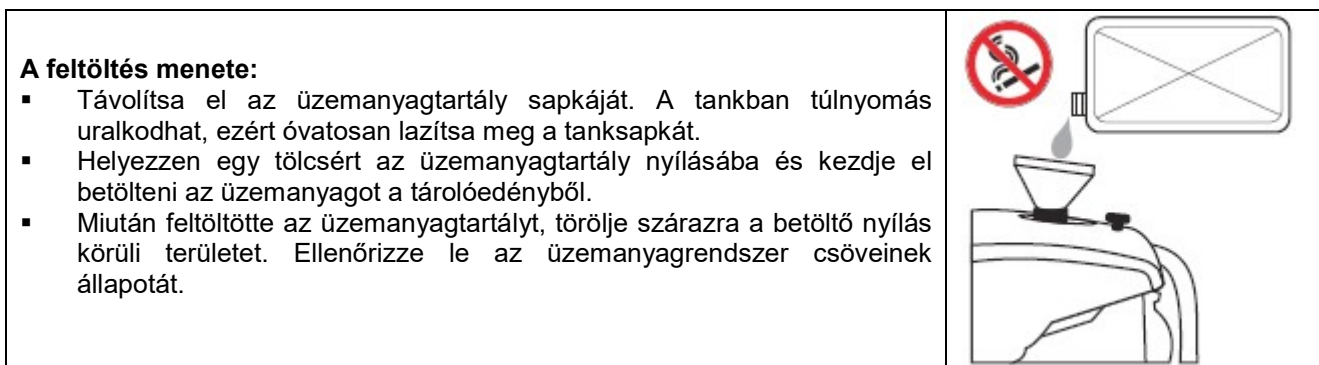 A feltöltés menete:
▪ Távolítsa el az üzemanyagtartály sapkáját. A tankban túlnyomás
uralkodhat, ezért óvatosan lazítsa meg a tanksapkát.
▪ Helyezzen egy tölcsért az üzemanyagtartály nyílásába és kezdje el
betölteni az üzemanyagot a tárolóedényből.
▪ Miután feltöltötte az üzemanyagtartályt, törölje szárazra a betöltő nyílás
körüli területet. Ellenőrizze le az üzemanyagrendszer csöveinek
állapotát.